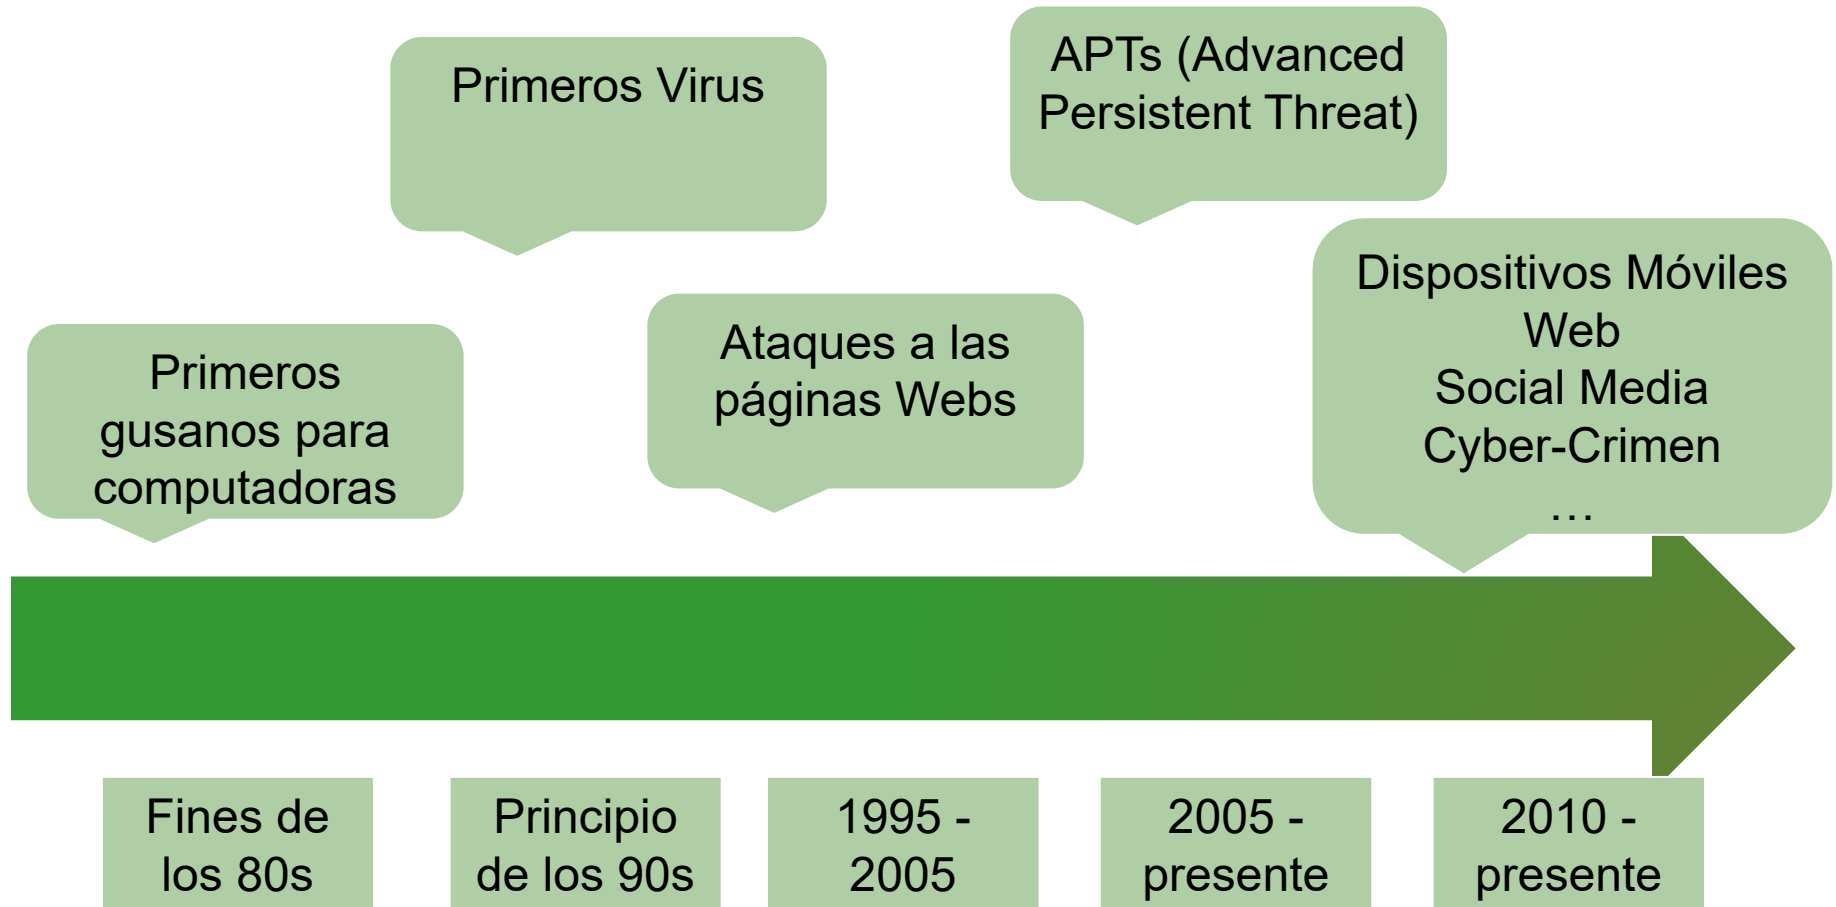 Primeros Virus
APTs (Advanced
Persistent Threat)
Primeros
gusanos para
computadoras
Ataques a las
páginas Webs
Dispositivos Móviles
Web
Social Media
Cyber-Crimen
…
Fines de
los 80s
Principio
de los 90s
1995 -
2005
2005 -
presente
2010 -
presente